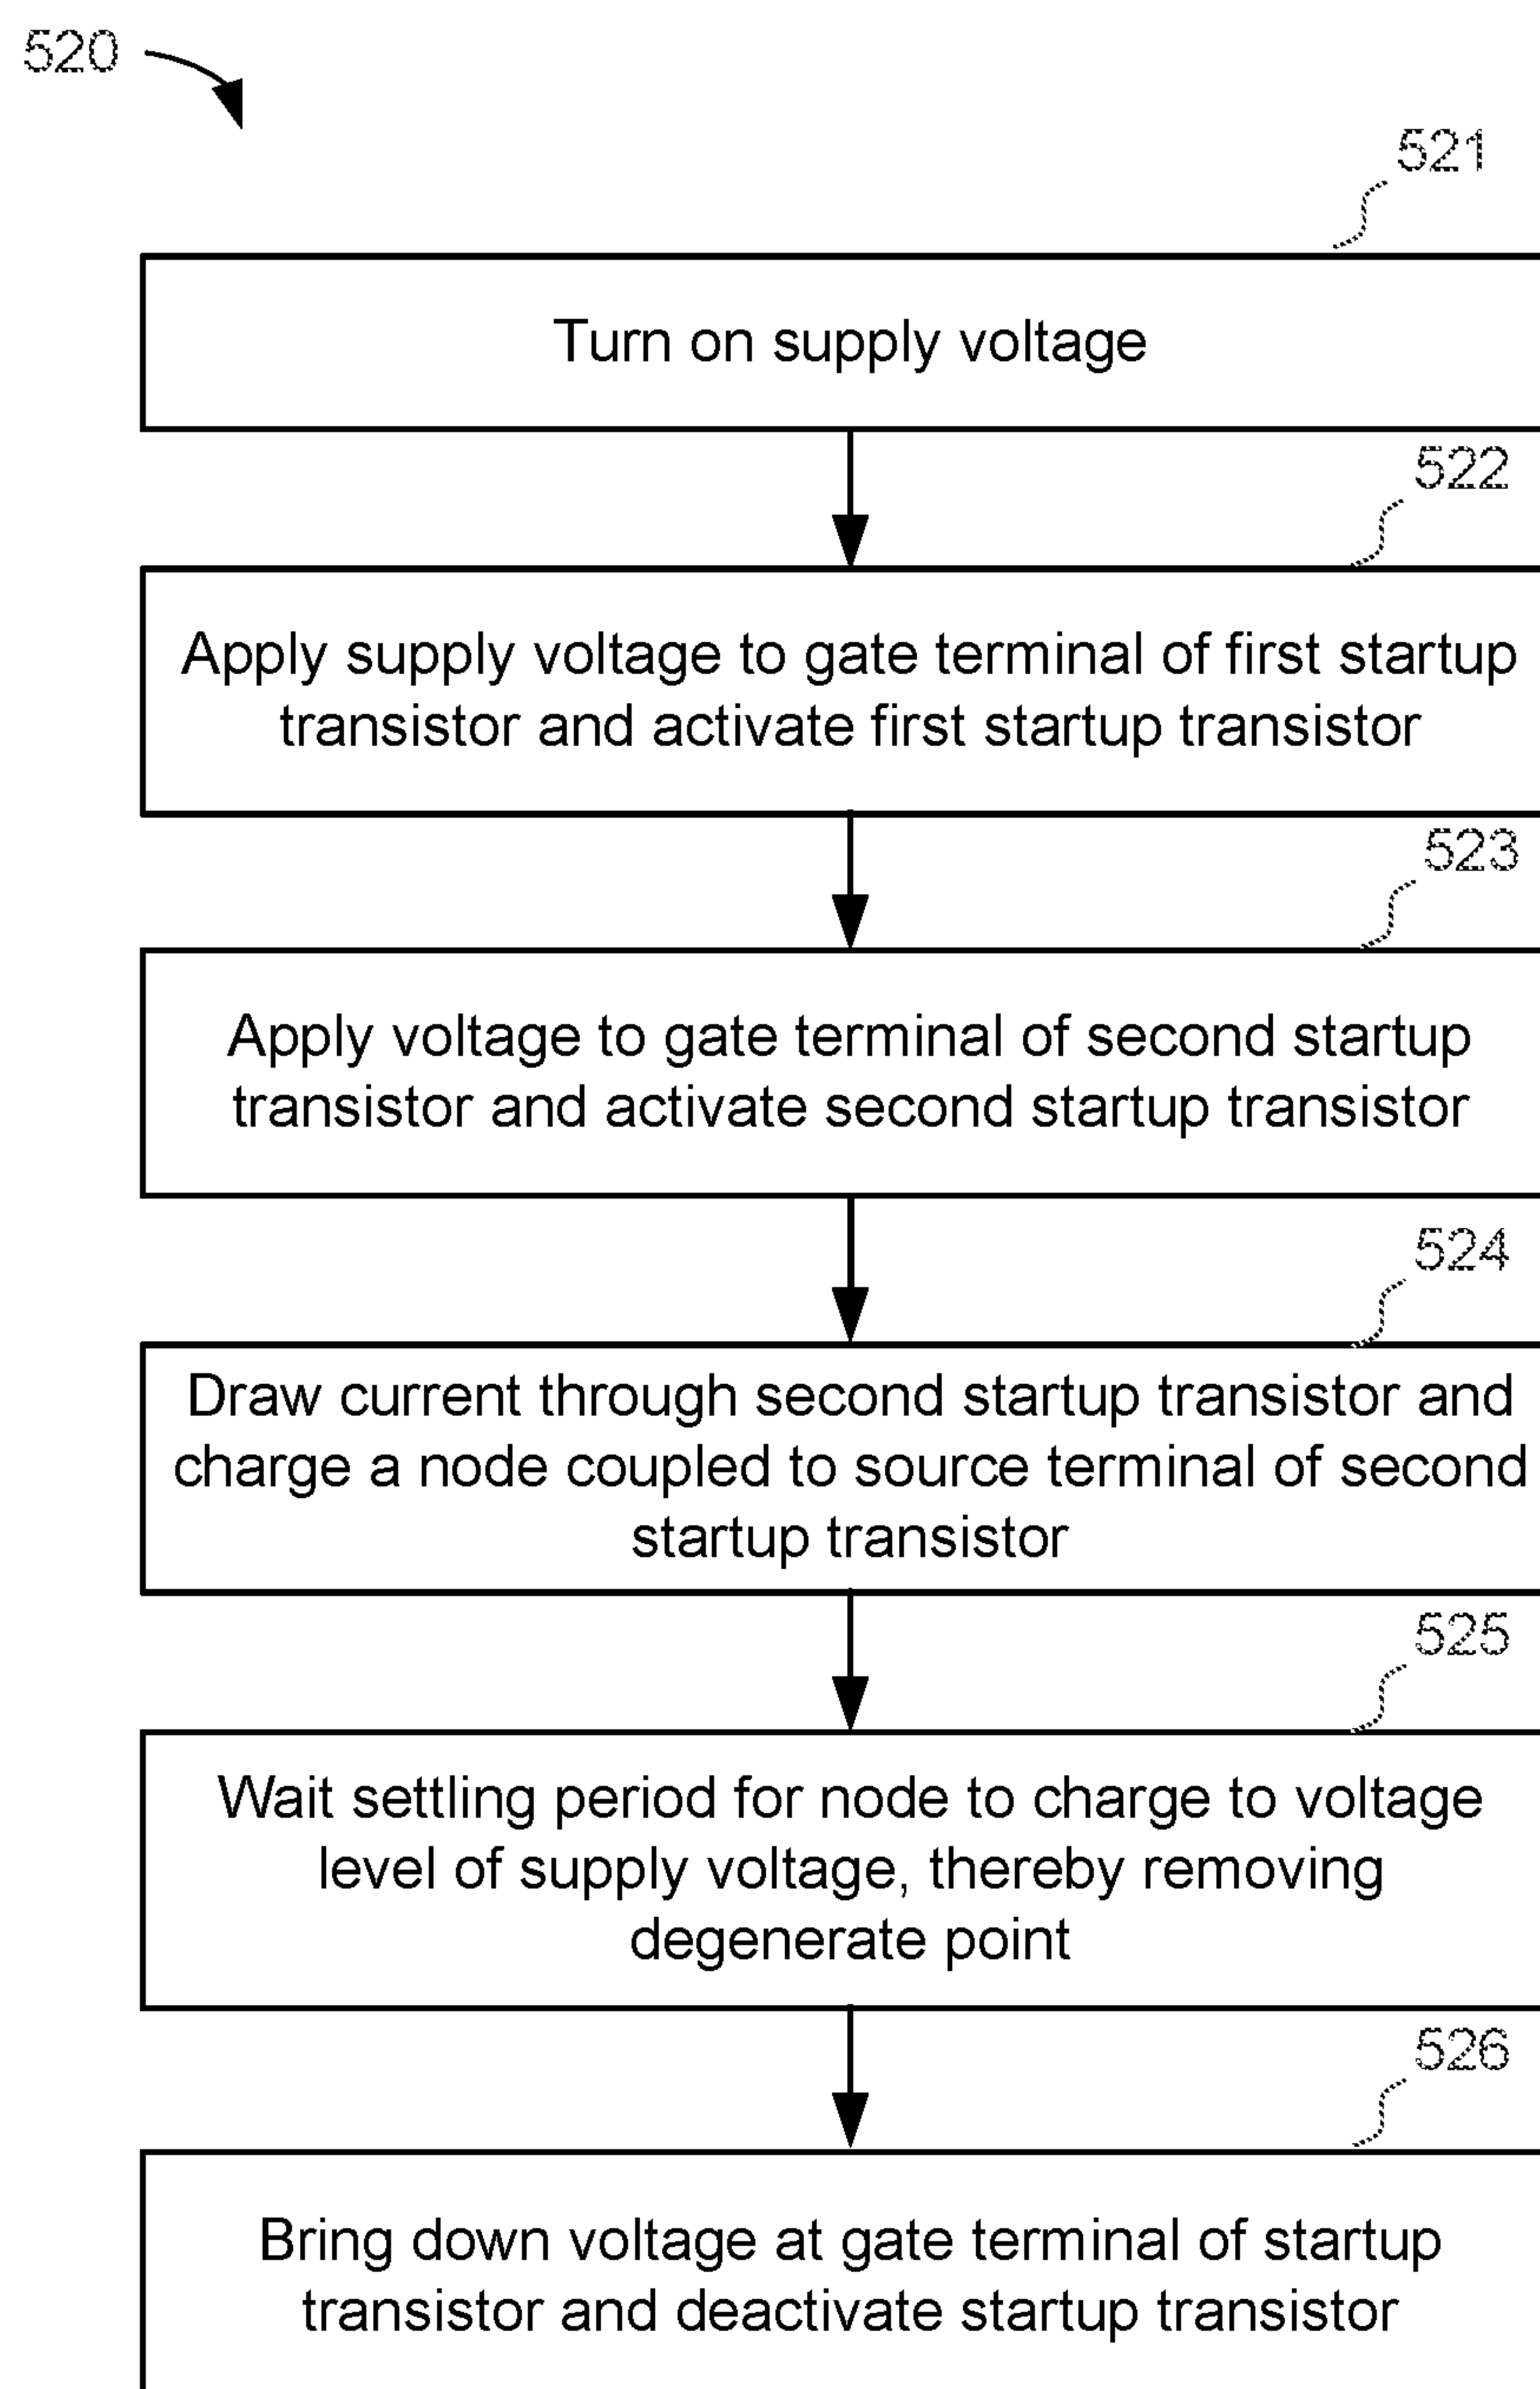 520
521
Turn on supply voltage
522
Apply supply voltage to gate terminal of first startup
transistor and activate first startup transistor
523
Apply voltage to gate terminal of second startup
transistor and activate second startup transistor
524
Draw current through second startup transistor and
charge a node coupled to source terminal of second
startup transistor
525
Wait settling period for node to charge to voltage
level of supply voltage, thereby removing
degenerate point
526
Bring down voltage at gate terminal of startup
transistor and deactivate startup transistor